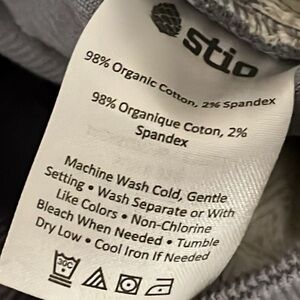 stio
98% Organic Cotton, 2% Spandex
98% Organique Coton, 2%
Spandex
Machine Wash Cold, Gentle
Setting • Wash Separate or With
Like Colors • Non-Chlorine
Bleach When Needed • Tumble
Dry Low • Cool Iron If Needed
30C